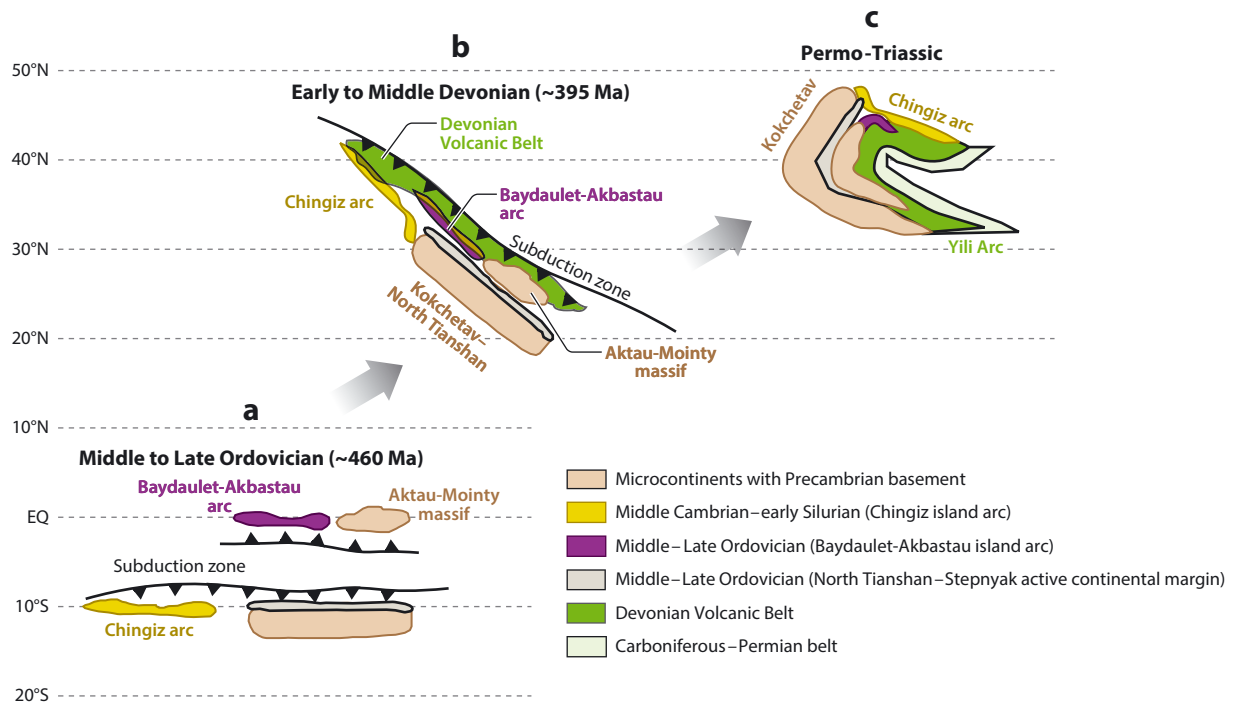 c
Permo-Triassic
50°N
Kokchetav
Chingiz arc
Yili Arc
b
Early to Middle Devonian (~395 Ma)
Devonian
Volcanic Belt
40°N
Chingiz arc
Baydaulet-Akbastau
arc
30°N
Subduction zone
Kokchetav–
North Tianshan
20°N
Aktau-Mointy
massif
a
10°N
Middle to Late Ordovician (~460 Ma)
Baydaulet-Akbastau
arc
Aktau-Mointy
massif
EQ
Subduction zone
10°S
Chingiz arc
20°S
Microcontinents with Precambrian basement
Middle Cambrian–early Silurian (Chingiz island arc)
Middle–Late Ordovician (Baydaulet-Akbastau island arc)
Middle–Late Ordovician (North Tianshan–Stepnyak active continental margin)
Devonian Volcanic Belt
Carboniferous–Permian belt